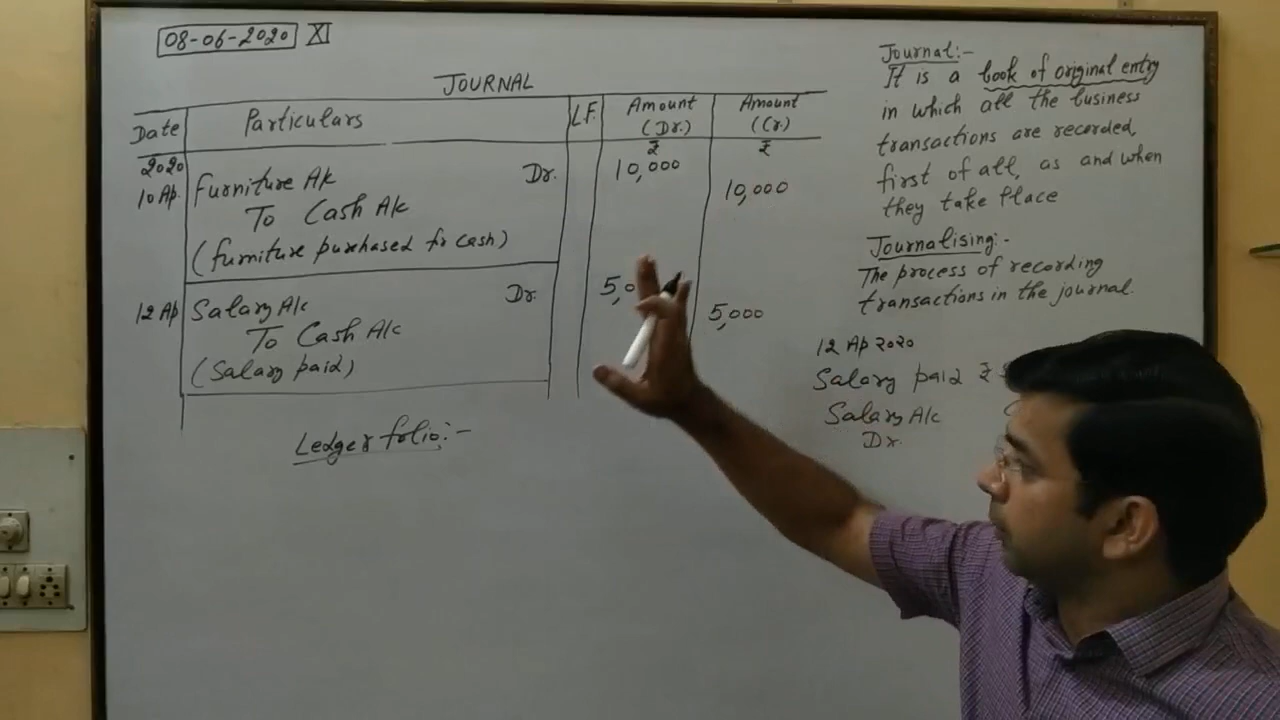 08-06-2020 XI
JOURNAL
Date Particulars L.F. Amount (Dr.) Amount (Cr.)
₹ ₹
2020
10 Ap. Furniture A/c Dr. 10,000
To Cash A/c 10,000
(furniture purchased for cash)
12 Ap Salary A/c Dr. 5,0
To Cash A/c 5,000
(Salary paid)
Ledger folio:-
Journal:-
It is a book of original entry
in which all the business
transactions are recorded,
first of all, as and when
they take place
Journalising:-
The process of recording
transactions in the journal.
12 Ap 2020
Salary paid ₹
Salary A/c
Dr.